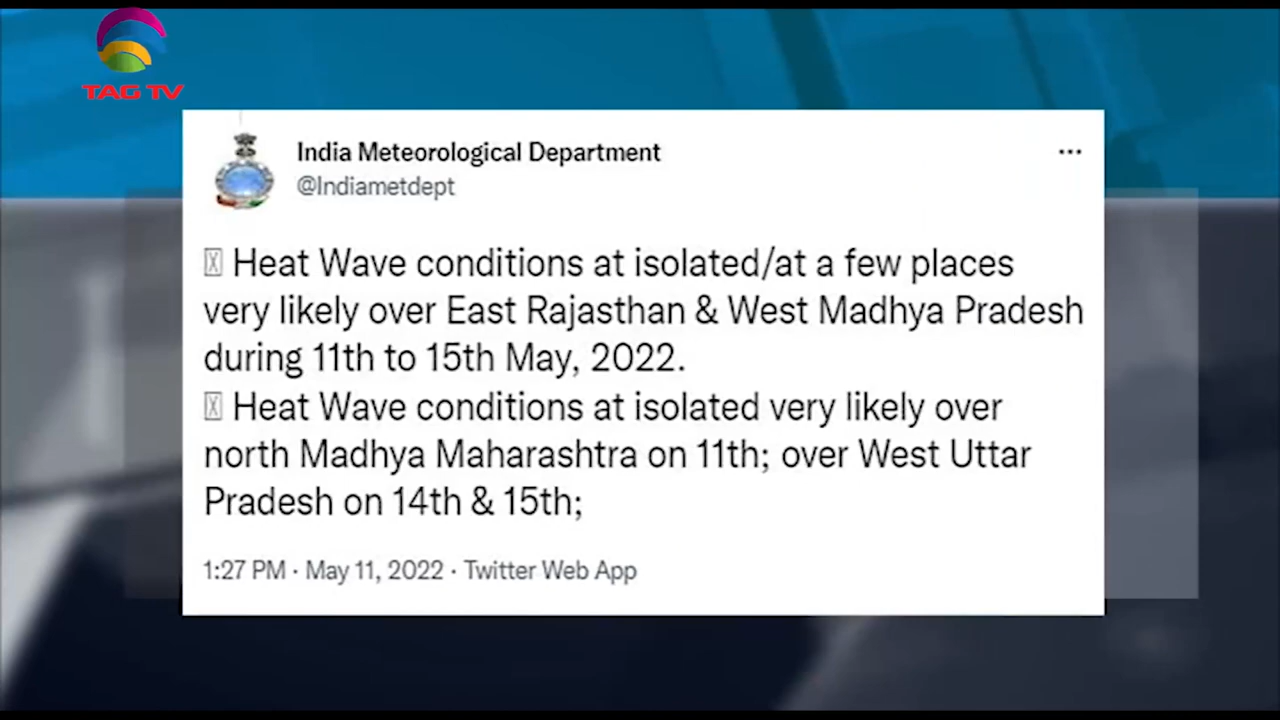 TAG TV
India Meteorological Department
@Indiametdept
Heat Wave conditions at isolated/at a few places
very likely over East Rajasthan & West Madhya Pradesh
during 11th to 15th May, 2022.
Heat Wave conditions at isolated very likely over
north Madhya Maharashtra on 11th; over West Uttar
Pradesh on 14th & 15th;
1:27 PM · May 11, 2022 · Twitter Web App